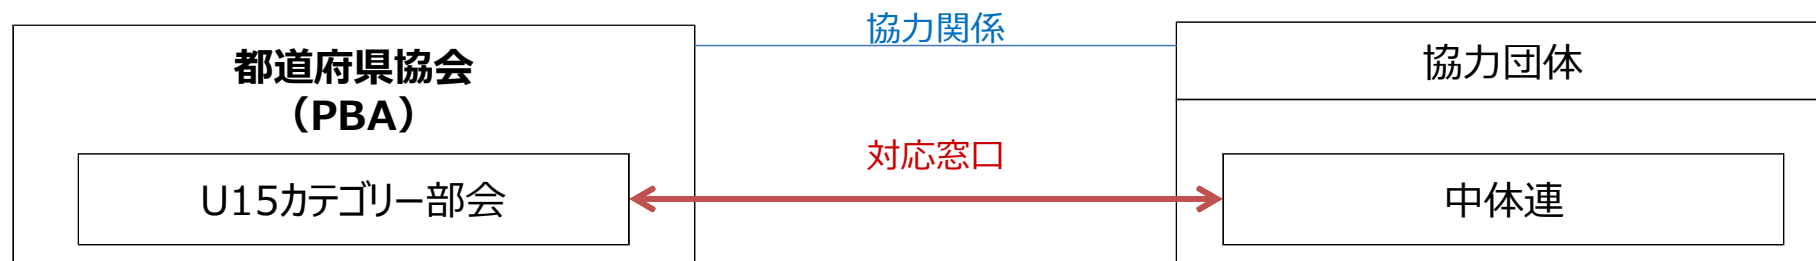 協力関係
都道府県協会
（PBA）
協力団体
対応窓口
U15カテゴリー部会
中体連